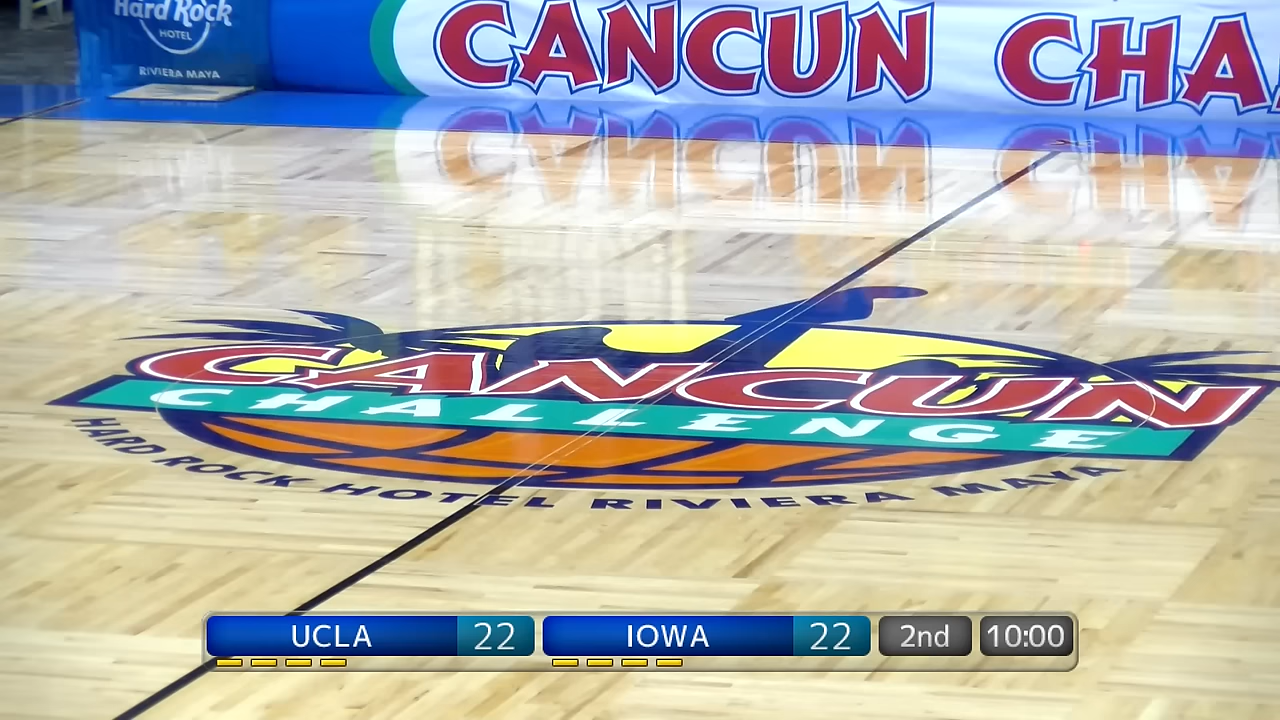 Hard Rock
HOTEL
RIVIERA MAYA
CANCUN CHA
CANCUN
CHALLENGE
HARD ROCK HOTEL RIVIERA MAYA
UCLA 22 IOWA 22 2nd 10:00